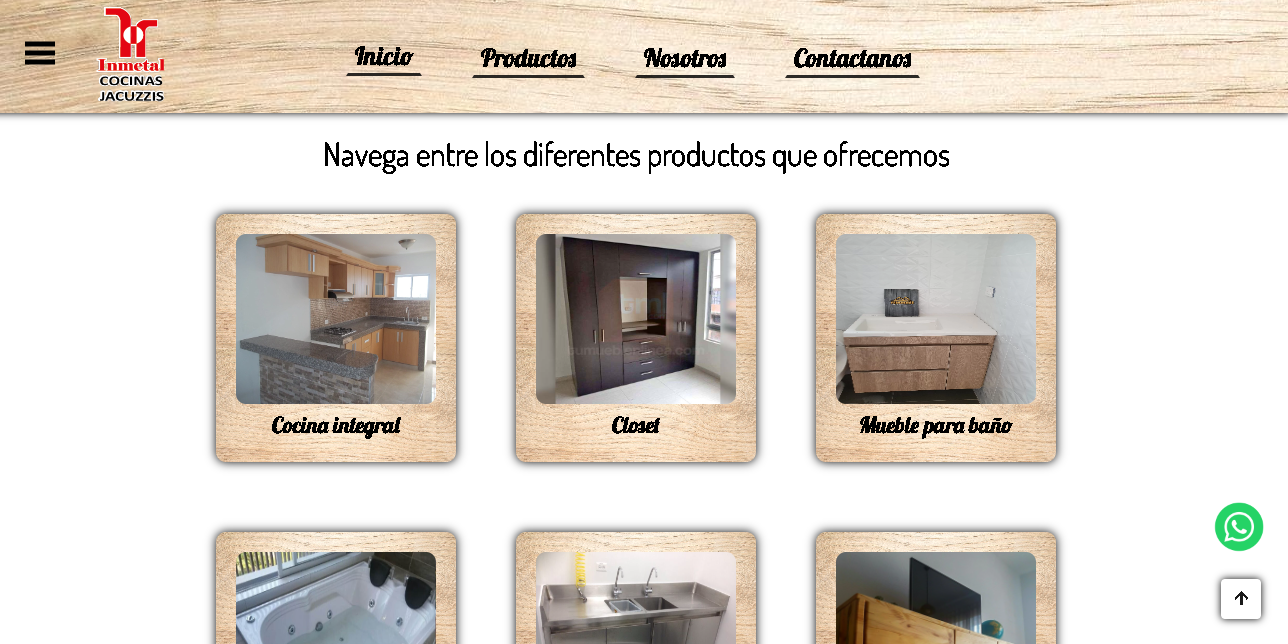 Inmetal
COCINAS
JACUZZIS
Inicio
Productos
Nosotros
Contactanos
Navega entre los diferentes productos que ofrecemos
Cocina integral
Closet
Mueble para baño